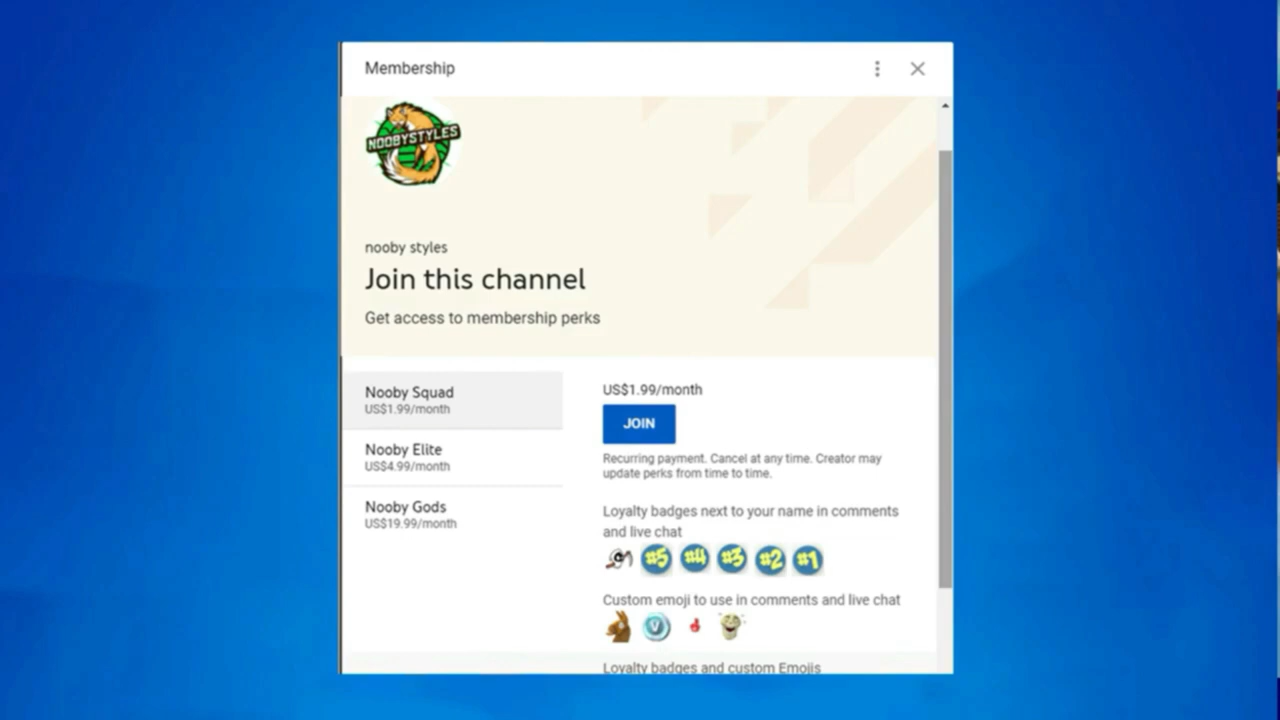 Membership
NOOBYSTYLES
nooby styles
Join this channel
Get access to membership perks
Nooby Squad
US$1.99/month
Nooby Elite
US$4.99/month
Nooby Gods
US$19.99/month
US$1.99/month
JOIN
Recurring payment. Cancel at any time. Creator may
update perks from time to time.
Loyalty badges next to your name in comments
and live chat
#5 #4 #3 #2 #1
Custom emoji to use in comments and live chat
V
Loyalty badges and custom Emojis